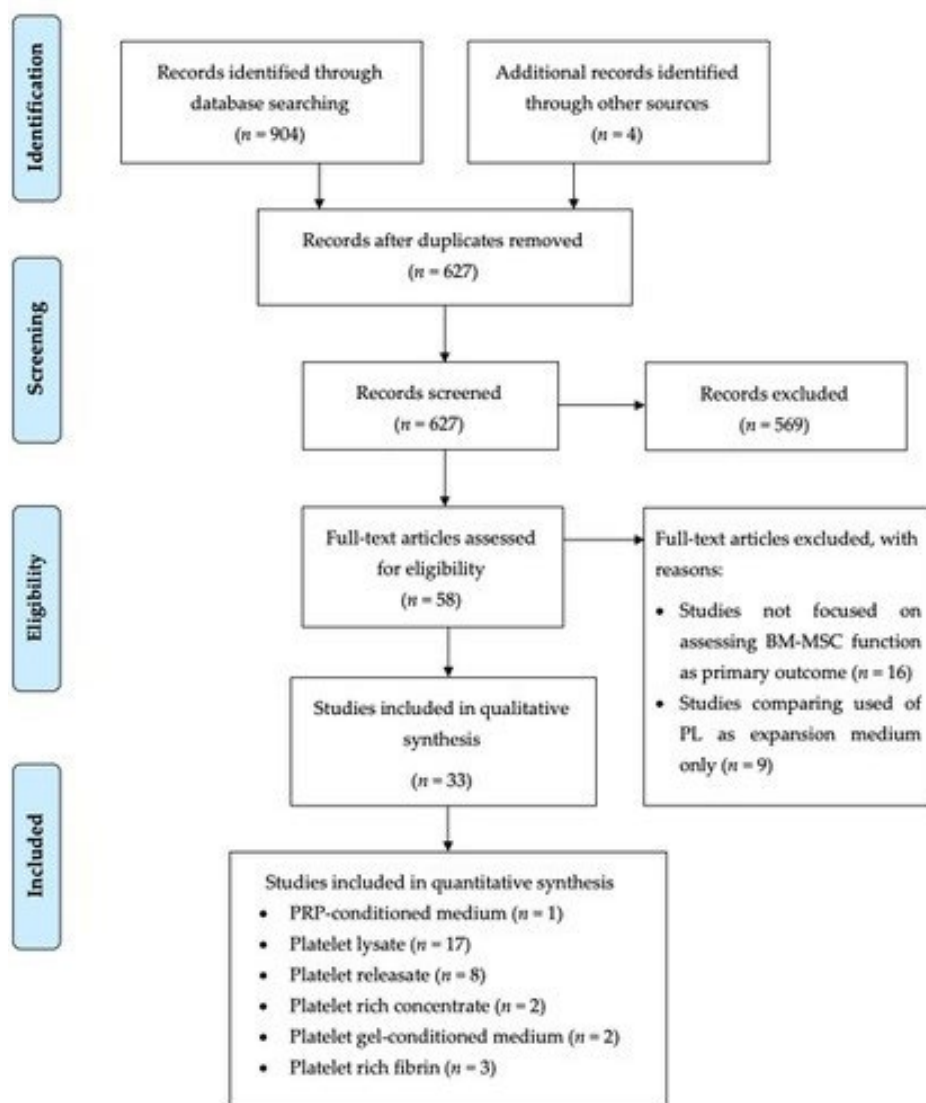 Identification
Records identified through
database searching
(n = 904)
Additional records identified
through other sources
(n = 4)
Records after duplicates removed
(n = 627)
Screening
Records screened
(n = 627)
Records excluded
(n = 569)
Eligibility
Full-text articles assessed
for eligibility
(n = 58)
Full-text articles excluded, with
reasons:
• Studies not focused on
assessing BM-MSC function
as primary outcome (n = 16)
• Studies comparing used of
PL as expansion medium
only (n = 9)
Studies included in qualitative
synthesis
(n = 33)
Included
Studies included in quantitative synthesis
• PRP-conditioned medium (n = 1)
• Platelet lysate (n = 17)
• Platelet releasate (n = 8)
• Platelet rich concentrate (n = 2)
• Platelet gel-conditioned medium (n = 2)
• Platelet rich fibrin (n = 3)